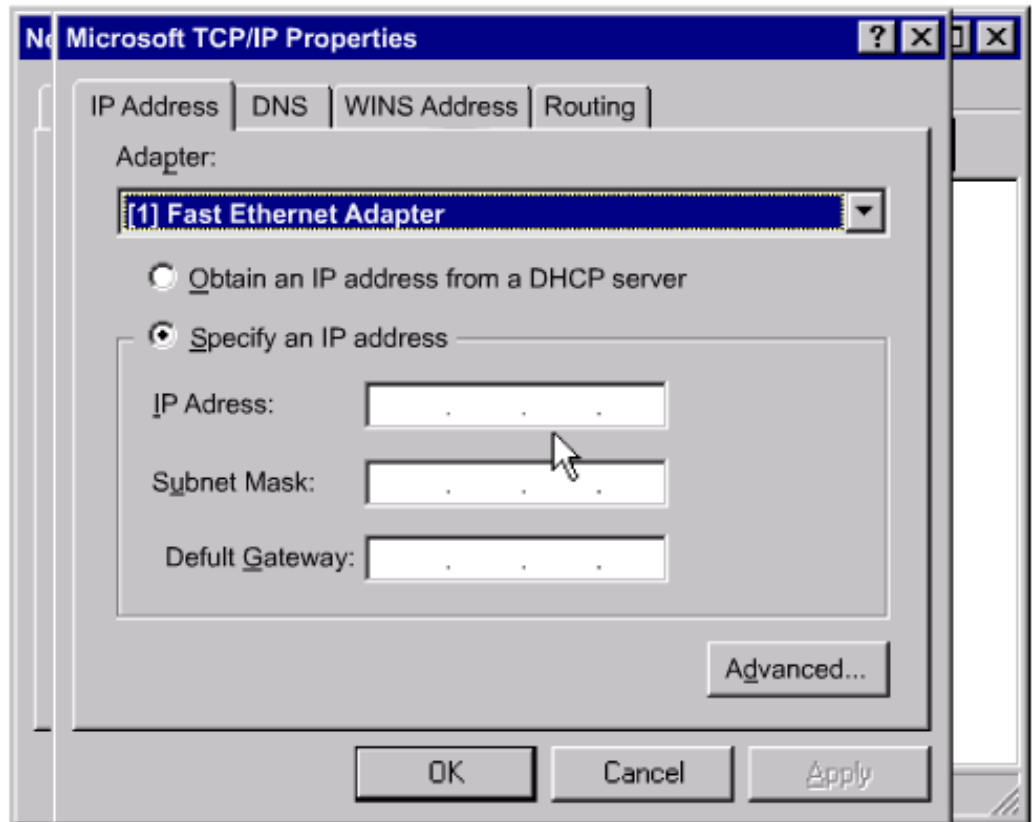 No
Microsoft TCP/IP Properties
IP Address DNS WINS Address Routing
Adapter:
[1] Fast Ethernet Adapter
Obtain an IP address from a DHCP server
Specify an IP address
IP Adress:
Subnet Mask:
Defult Gateway:
Advanced...
OK Cancel Apply